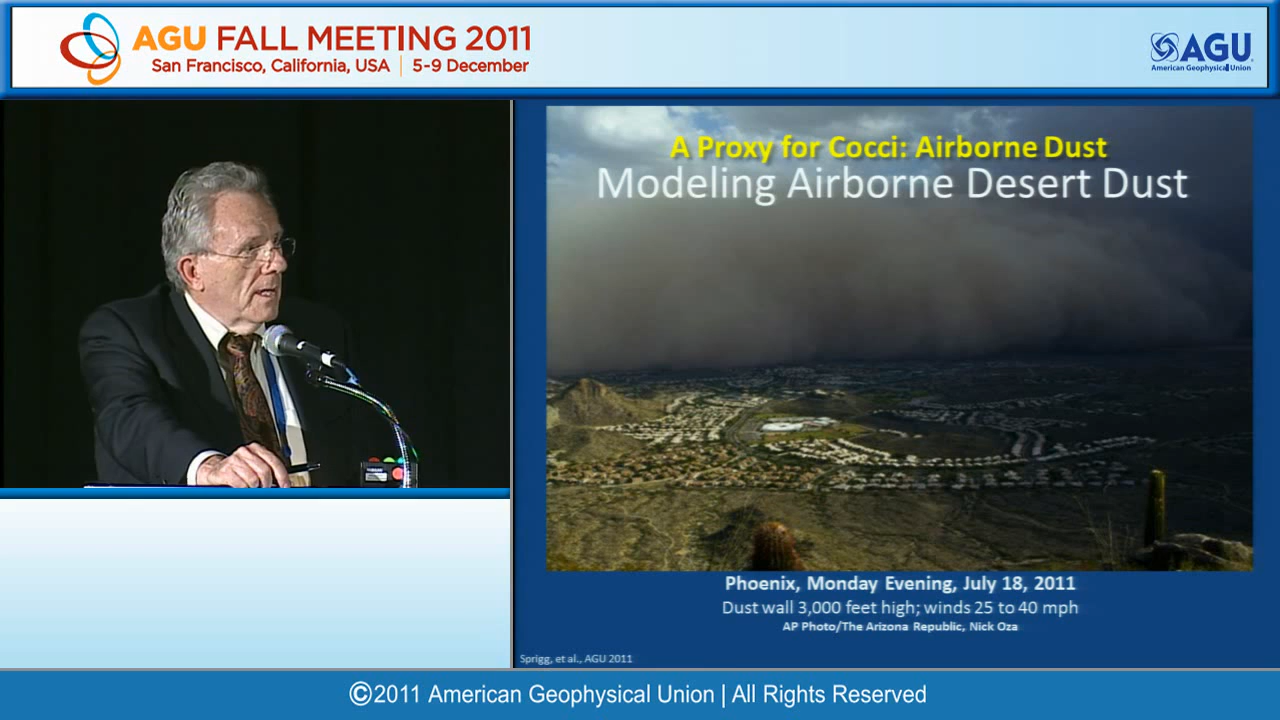 AGU FALL MEETING 2011
San Francisco, California, USA | 5-9 December
AGU
American Geophysical Union
A Proxy for Cocci: Airborne Dust
Modeling Airborne Desert Dust
Phoenix, Monday Evening, July 18, 2011
Dust wall 3,000 feet high; winds 25 to 40 mph
AP Photo/The Arizona Republic, Nick Oza
Sprigg, et al., AGU 2011
©2011 American Geophysical Union | All Rights Reserved